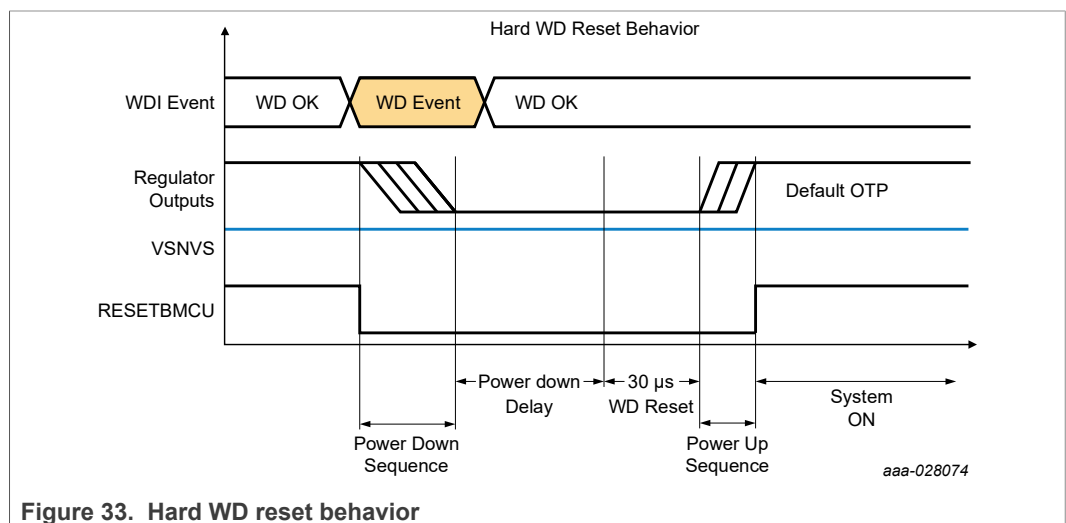 Hard WD Reset Behavior
WDI Event
WD OK
WD Event
WD OK
Regulator
Outputs
Default OTP
VSNVS
RESETBMCU
Power down
Delay
30 µs
WD Reset
System
ON
Power Down
Sequence
Power Up
Sequence
aaa-028074
Figure 33. Hard WD reset behavior